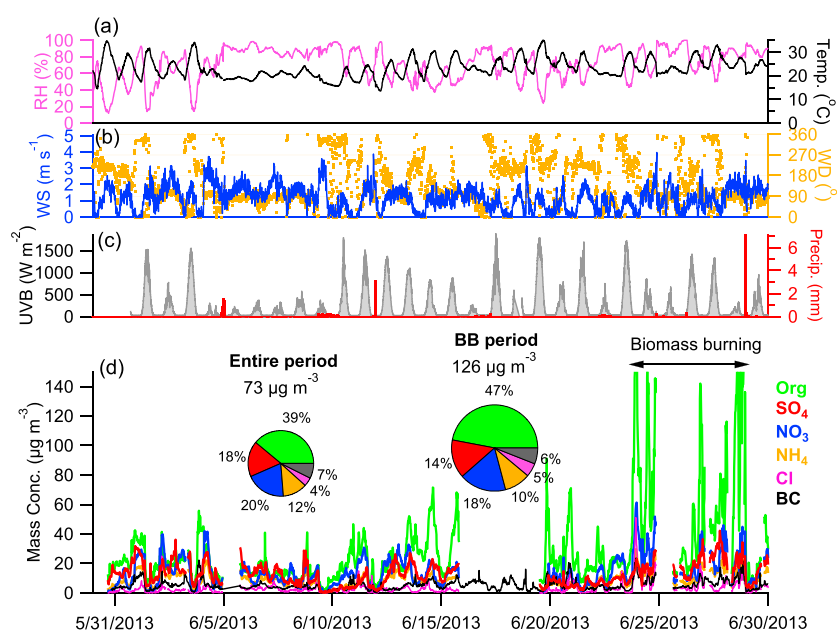 (a)
100
80
60
40
20
0
RH (%)
30
20
10
0
Temp. (°C)
(b)
5
4
3
2
1
0
WS (m s-1)
360
270
180
90
0
WD (°)
(c)
1500
1000
500
0
UVB (W m-2)
6
4
2
0
Precip. (mm)
(d)
140
120
100
80
60
40
20
0
Mass Conc. (µg m-3)
Entire period
73 µg m-3
39%
18%
20%
12%
4%
7%
BB period
126 µg m-3
47%
14%
18%
10%
5%
6%
Biomass burning
Org
SO4
NO3
NH4
Cl
BC
5/31/2013 6/5/2013 6/10/2013 6/15/2013 6/20/2013 6/25/2013 6/30/2013